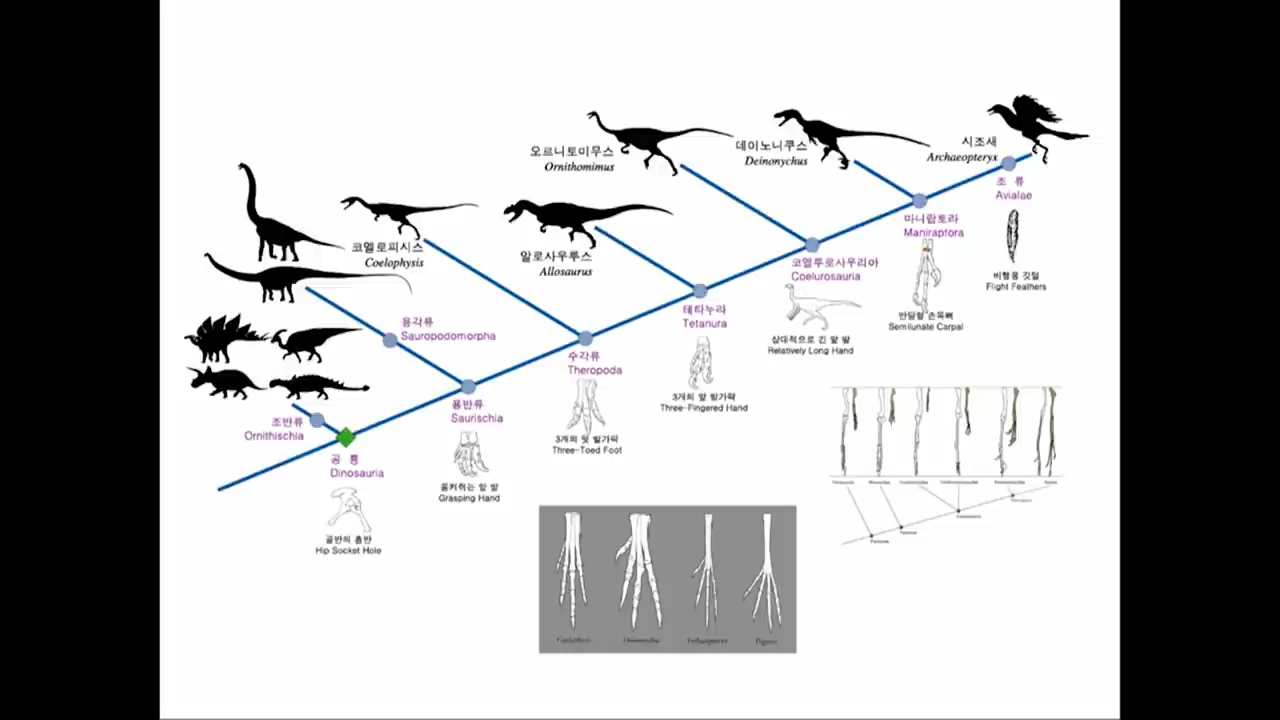 오르니토미무스
Ornithomimus
데이노니쿠스
Deinonychus
시조새
Archaeopteryx
조 류
Avialae
코엘로피시스
Coelophysis
알로사우루스
Allosaurus
마니랍토라
Maniraptora
코엘루로사우리아
Coelurosauria
비행용 깃털
Flight Feathers
용각류
Sauropodomorpha
테타누라
Tetanura
반달형 손목뼈
Semilunate Carpal
상대적으로 긴 앞 발
Relatively Long Hand
수각류
Theropoda
3개의 앞 발가락
Three-Fingered Hand
용반류
Saurischia
조반류
Ornithischia
3개의 뒷 발가락
Three-Toed Foot
공 룡
Dinosauria
움켜쥐는 앞 발
Grasping Hand
골반의 홈반
Hip Socket Hole